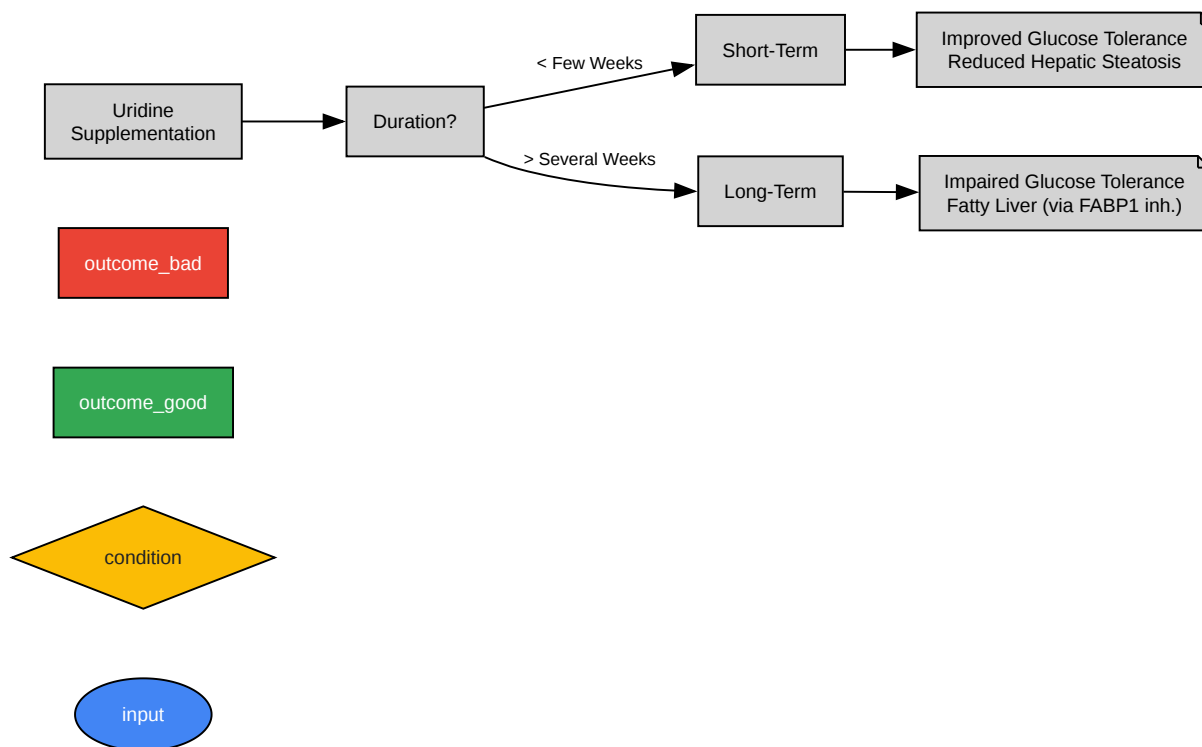 Uridine
Supplementation
Duration?
< Few Weeks
> Several Weeks
Short-Term
Long-Term
Improved Glucose Tolerance
Reduced Hepatic Steatosis
Impaired Glucose Tolerance
Fatty Liver (via FABP1 inh.)
outcome_bad
outcome_good
condition
input